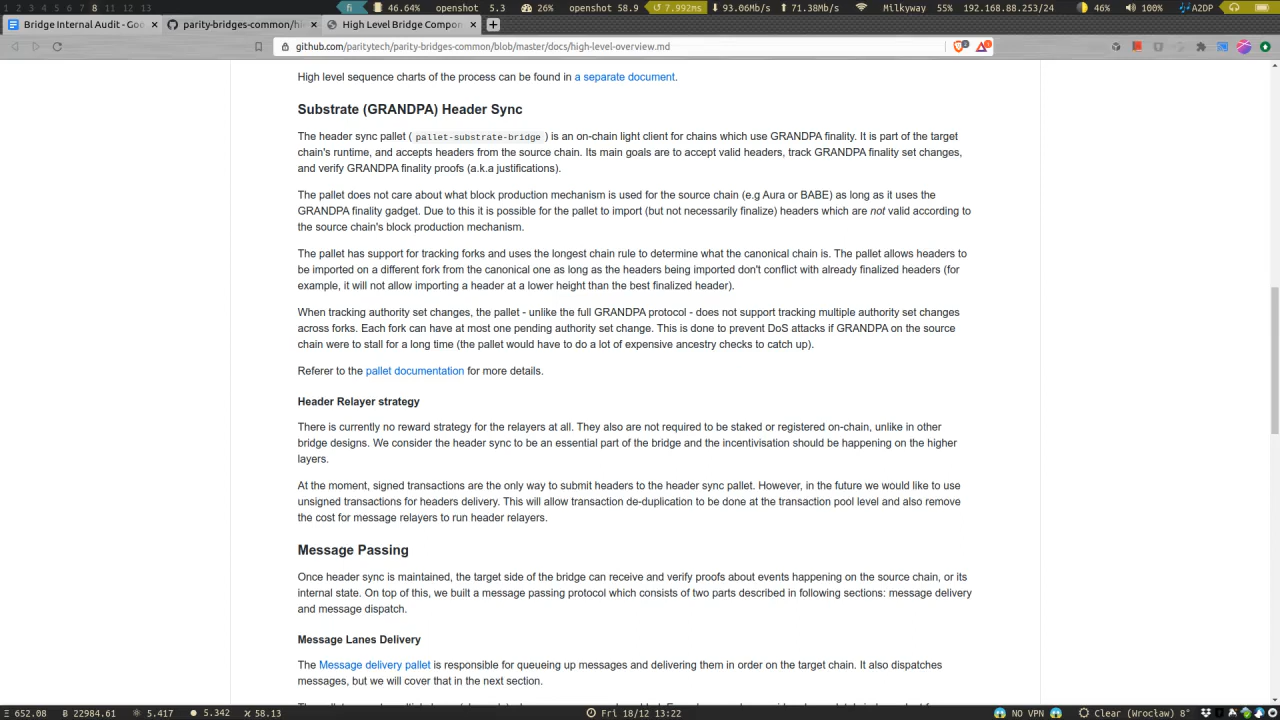 1 2 3 4 5 6 7 8 9 10 11 12 13
46.64% openshot 5.3 26% openshot 58.9 7.992ms 93.06Mb/s 71.38Mb/s Milkyway 55% 192.168.88.253/24 46% 100% A2DP
Bridge Internal Audit - Goo × parity-bridges-common/hi × High Level Bridge Compon ×
github.com/paritytech/parity-bridges-common/blob/master/docs/high-level-overview.md
High level sequence charts of the process can be found in a separate document.
Substrate (GRANDPA) Header Sync
The header sync pallet ( pallet-substrate-bridge ) is an on-chain light client for chains which use GRANDPA finality. It is part of the target
chain's runtime, and accepts headers from the source chain. Its main goals are to accept valid headers, track GRANDPA finality set changes,
and verify GRANDPA finality proofs (a.k.a justifications).
The pallet does not care about what block production mechanism is used for the source chain (e.g Aura or BABE) as long as it uses the
GRANDPA finality gadget. Due to this it is possible for the pallet to import (but not necessarily finalize) headers which are not valid according to
the source chain's block production mechanism.
The pallet has support for tracking forks and uses the longest chain rule to determine what the canonical chain is. The pallet allows headers to
be imported on a different fork from the canonical one as long as the headers being imported don't conflict with already finalized headers (for
example, it will not allow importing a header at a lower height than the best finalized header).
When tracking authority set changes, the pallet - unlike the full GRANDPA protocol - does not support tracking multiple authority set changes
across forks. Each fork can have at most one pending authority set change. This is done to prevent DoS attacks if GRANDPA on the source
chain were to stall for a long time (the pallet would have to do a lot of expensive ancestry checks to catch up).
Referer to the pallet documentation for more details.
Header Relayer strategy
There is currently no reward strategy for the relayers at all. They also are not required to be staked or registered on-chain, unlike in other
bridge designs. We consider the header sync to be an essential part of the bridge and the incentivisation should be happening on the higher
layers.
At the moment, signed transactions are the only way to submit headers to the header sync pallet. However, in the future we would like to use
unsigned transactions for headers delivery. This will allow transaction de-duplication to be done at the transaction pool level and also remove
the cost for message relayers to run header relayers.
Message Passing
Once header sync is maintained, the target side of the bridge can receive and verify proofs about events happening on the source chain, or its
internal state. On top of this, we built a message passing protocol which consists of two parts described in following sections: message delivery
and message dispatch.
Message Lanes Delivery
The Message delivery pallet is responsible for queueing up messages and delivering them in order on the target chain. It also dispatches
messages, but we will cover that in the next section.
Ξ 652.08 Ƀ 22984.61 5.417 5.342 58.13 Fri 18/12 13:22 NO VPN Clear (Wrocław) 8°